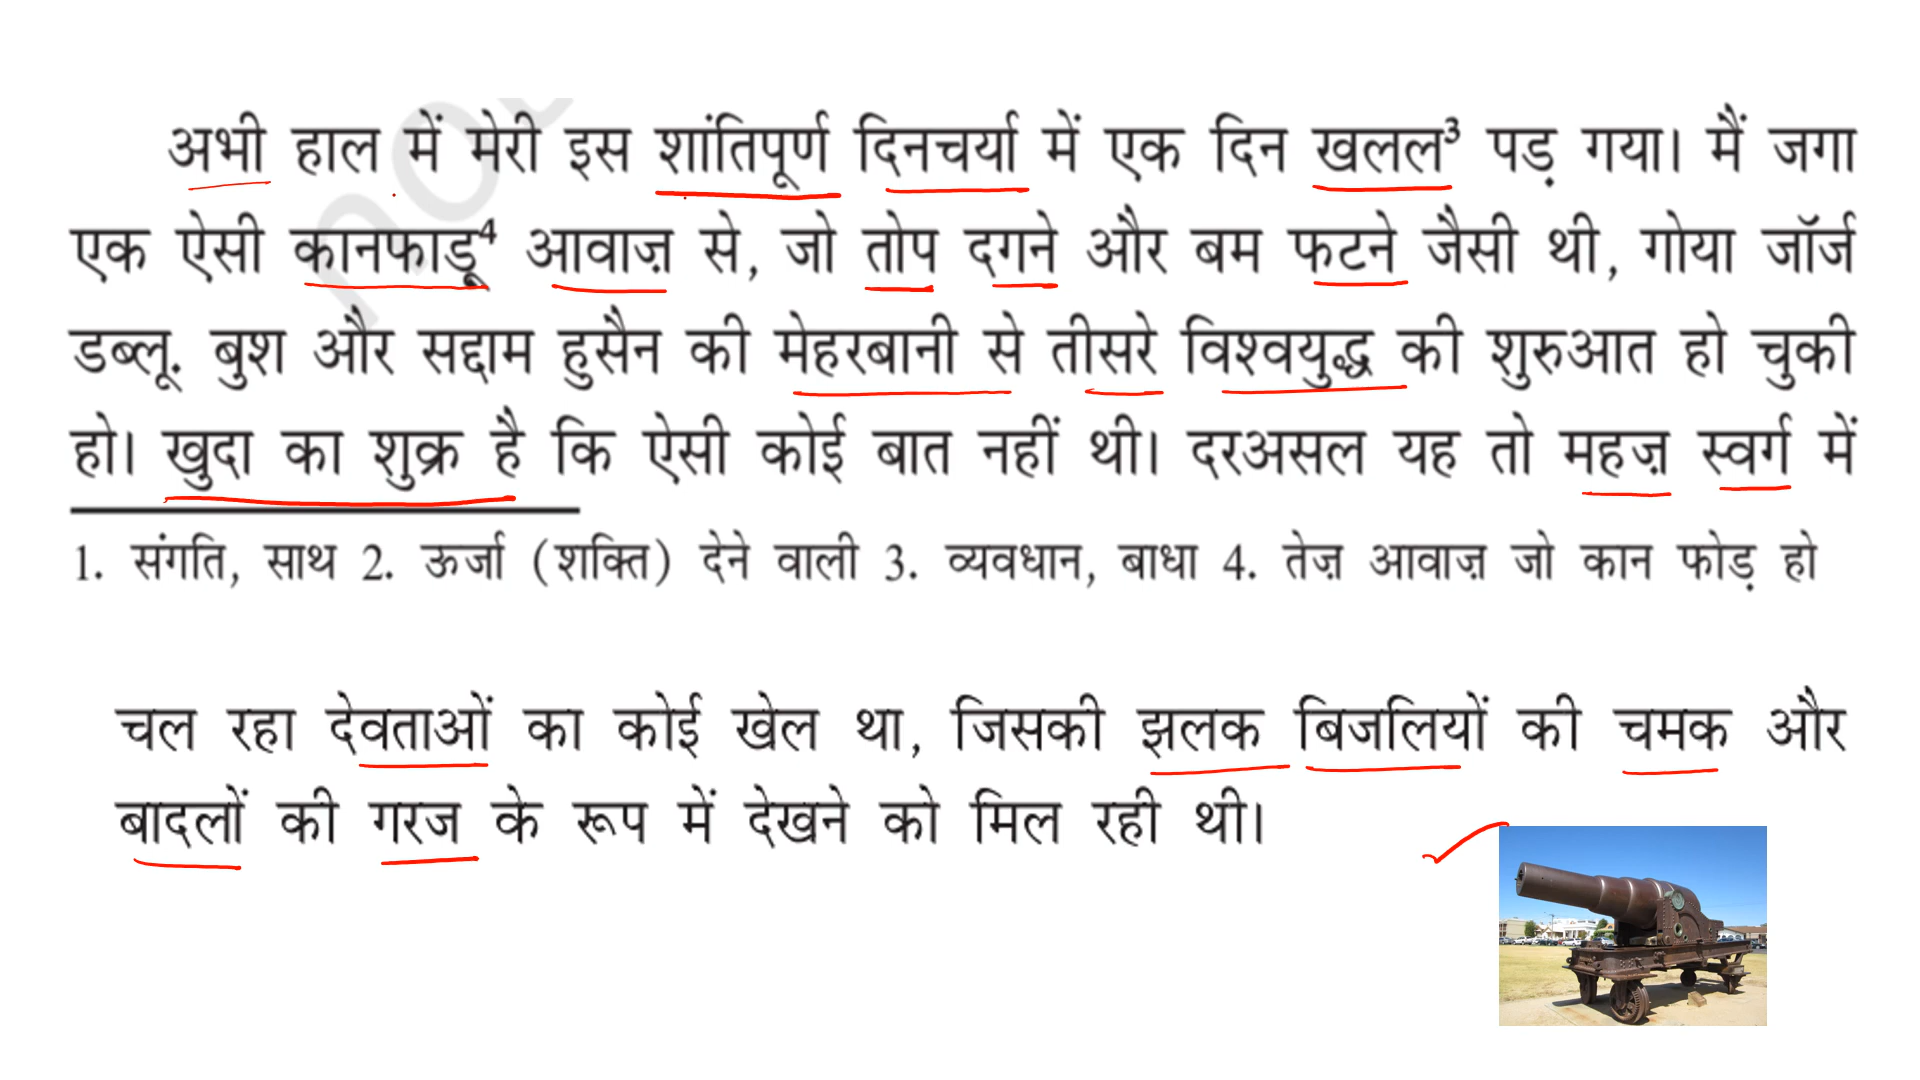 अभी हाल में मेरी इस शांतिपूर्ण दिनचर्या में एक दिन खलल³ पड़ गया। मैं जगा
एक ऐसी कानफाड़ू⁴ आवाज़ से, जो तोप दगने और बम फटने जैसी थी, गोया जॉर्ज
डब्लू. बुश और सद्दाम हुसैन की मेहरबानी से तीसरे विश्वयुद्ध की शुरुआत हो चुकी
हो। खुदा का शुक्र है कि ऐसी कोई बात नहीं थी। दरअसल यह तो महज़ स्वर्ग में
1. संगति, साथ 2. ऊर्जा (शक्ति) देने वाली 3. व्यवधान, बाधा 4. तेज़ आवाज़ जो कान फोड़ हो
चल रहा देवताओं का कोई खेल था, जिसकी झलक बिजलियों की चमक और
बादलों की गरज के रूप में देखने को मिल रही थी।